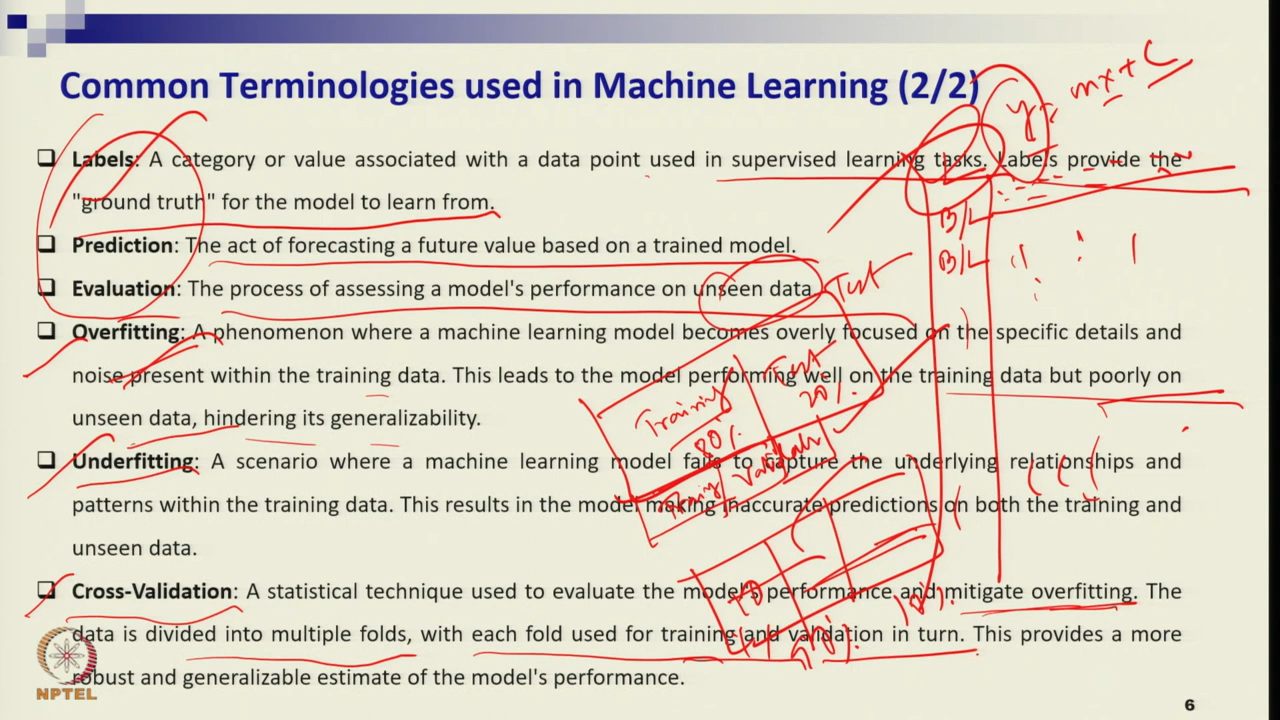 Common Terminologies used in Machine Learning (2/2)
y = mx + C
Labels: A category or value associated with a data point used in supervised learning tasks. Labels provide the
"ground truth" for the model to learn from.
B/L
Prediction: The act of forecasting a future value based on a trained model.
B/L
Evaluation: The process of assessing a model's performance on unseen data.
Test
Overfitting: A phenomenon where a machine learning model becomes overly focused on the specific details and
noise present within the training data. This leads to the model performing well on the training data but poorly on
unseen data, hindering its generalizability.
Training
80%
Test
20%
Underfitting: A scenario where a machine learning model fails to capture the underlying relationships and
patterns within the training data. This results in the model making inaccurate predictions on both the training and
unseen data.
Cross-Validation: A statistical technique used to evaluate the model's performance and mitigate overfitting. The
data is divided into multiple folds, with each fold used for training and validation in turn. This provides a more
robust and generalizable estimate of the model's performance.
TD
10%
NPTEL
6